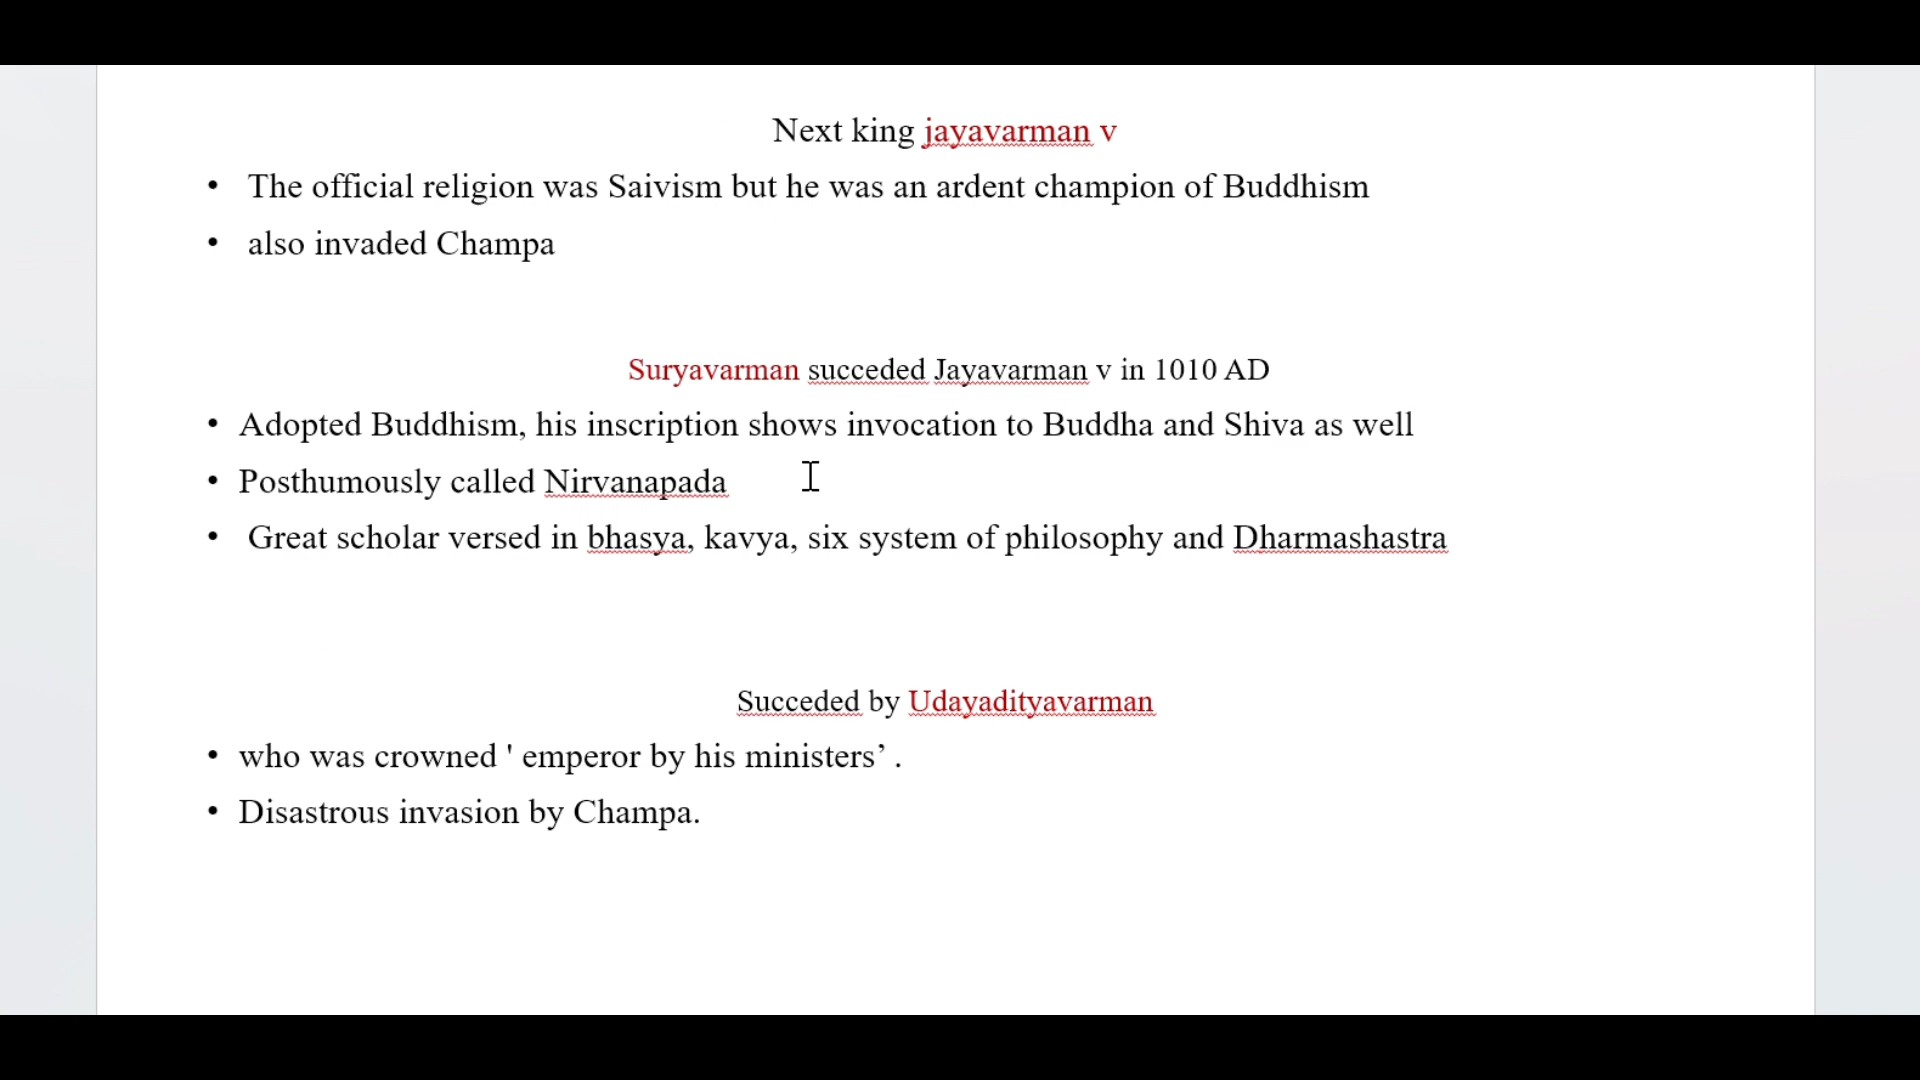 Next king jayavarman v
• The official religion was Saivism but he was an ardent champion of Buddhism
• also invaded Champa
Suryavarman succeded Jayavarman v in 1010 AD
• Adopted Buddhism, his inscription shows invocation to Buddha and Shiva as well
• Posthumously called Nirvanapada
• Great scholar versed in bhasya, kavya, six system of philosophy and Dharmashastra
Succeded by Udayadityavarman
• who was crowned ' emperor by his ministers’ .
• Disastrous invasion by Champa.